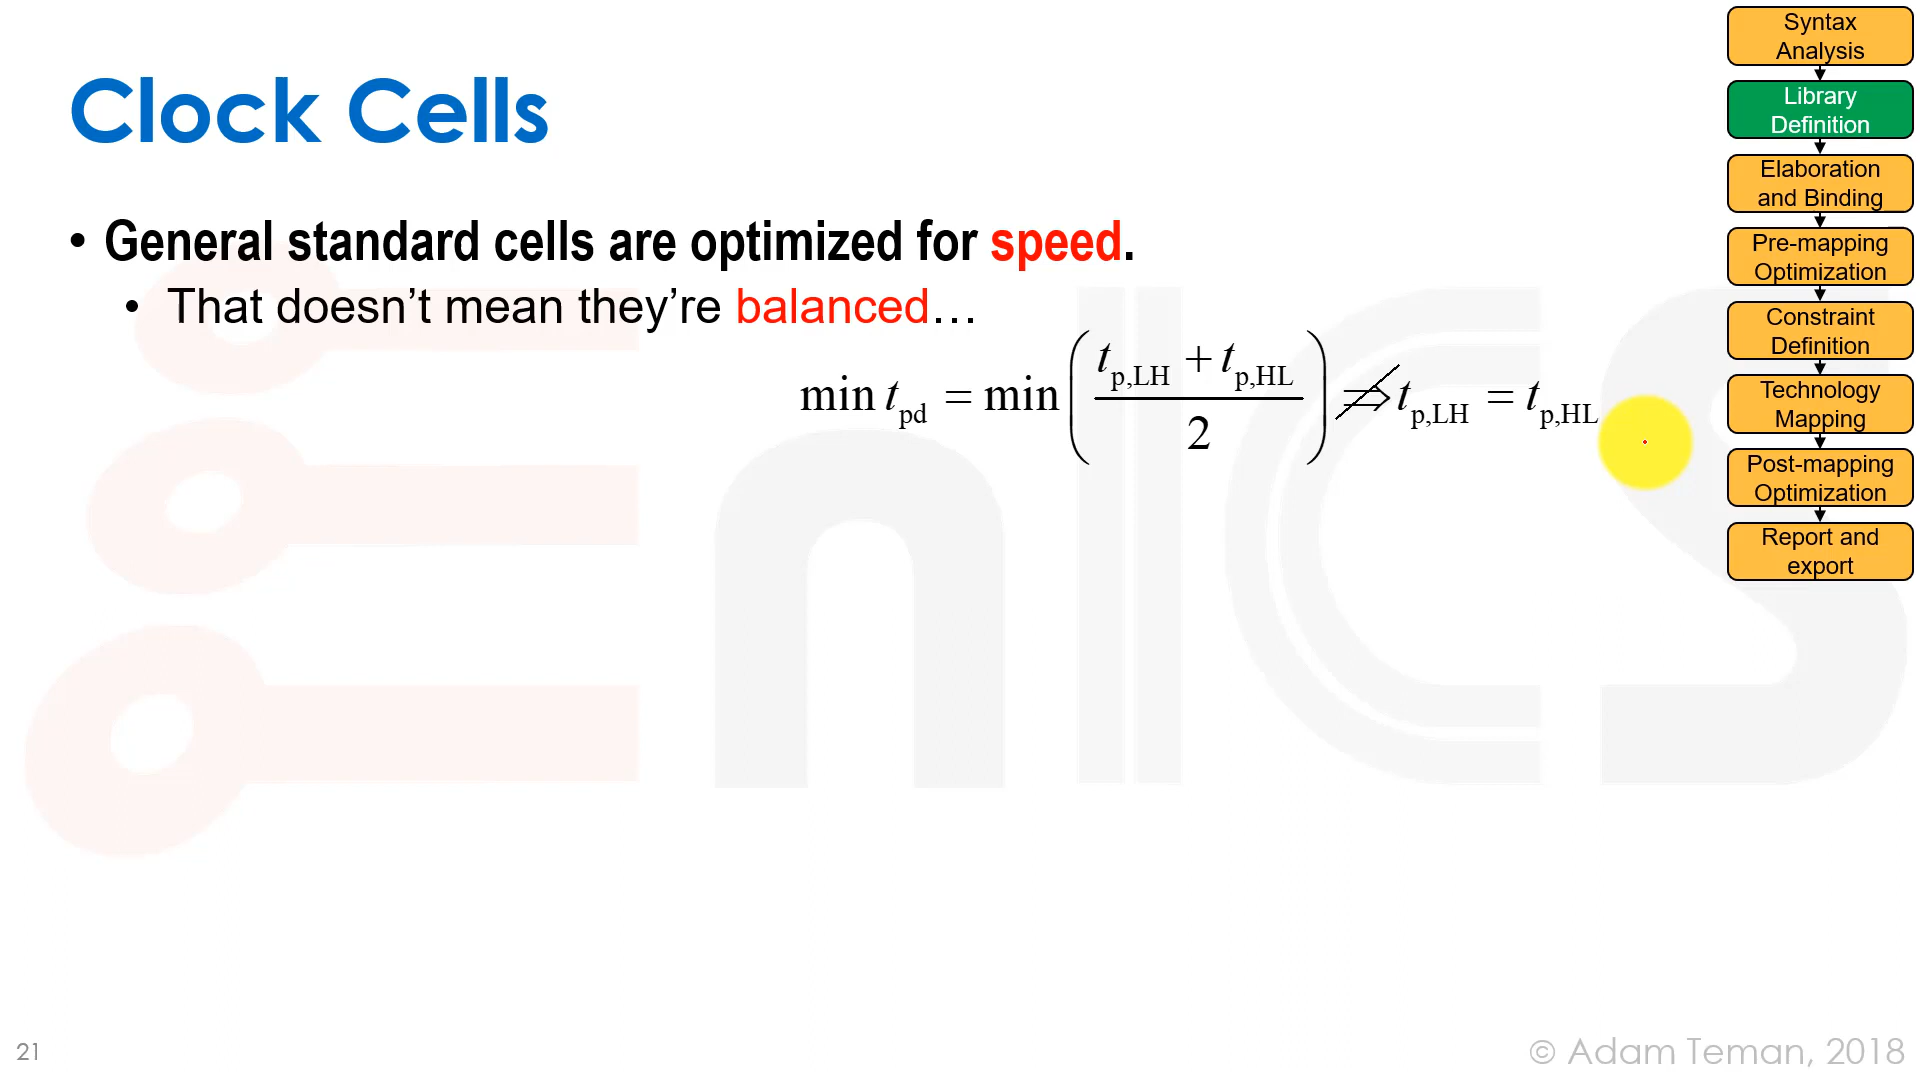 Clock Cells
• General standard cells are optimized for speed.
• That doesn’t mean they’re balanced…
min t_pd = min ( (t_p,LH + t_p,HL) / 2 ) ⇏ t_p,LH = t_p,HL
Syntax
Analysis
Library
Definition
Elaboration
and Binding
Pre-mapping
Optimization
Constraint
Definition
Technology
Mapping
Post-mapping
Optimization
Report and
export
EnICS
21
© Adam Teman, 2018